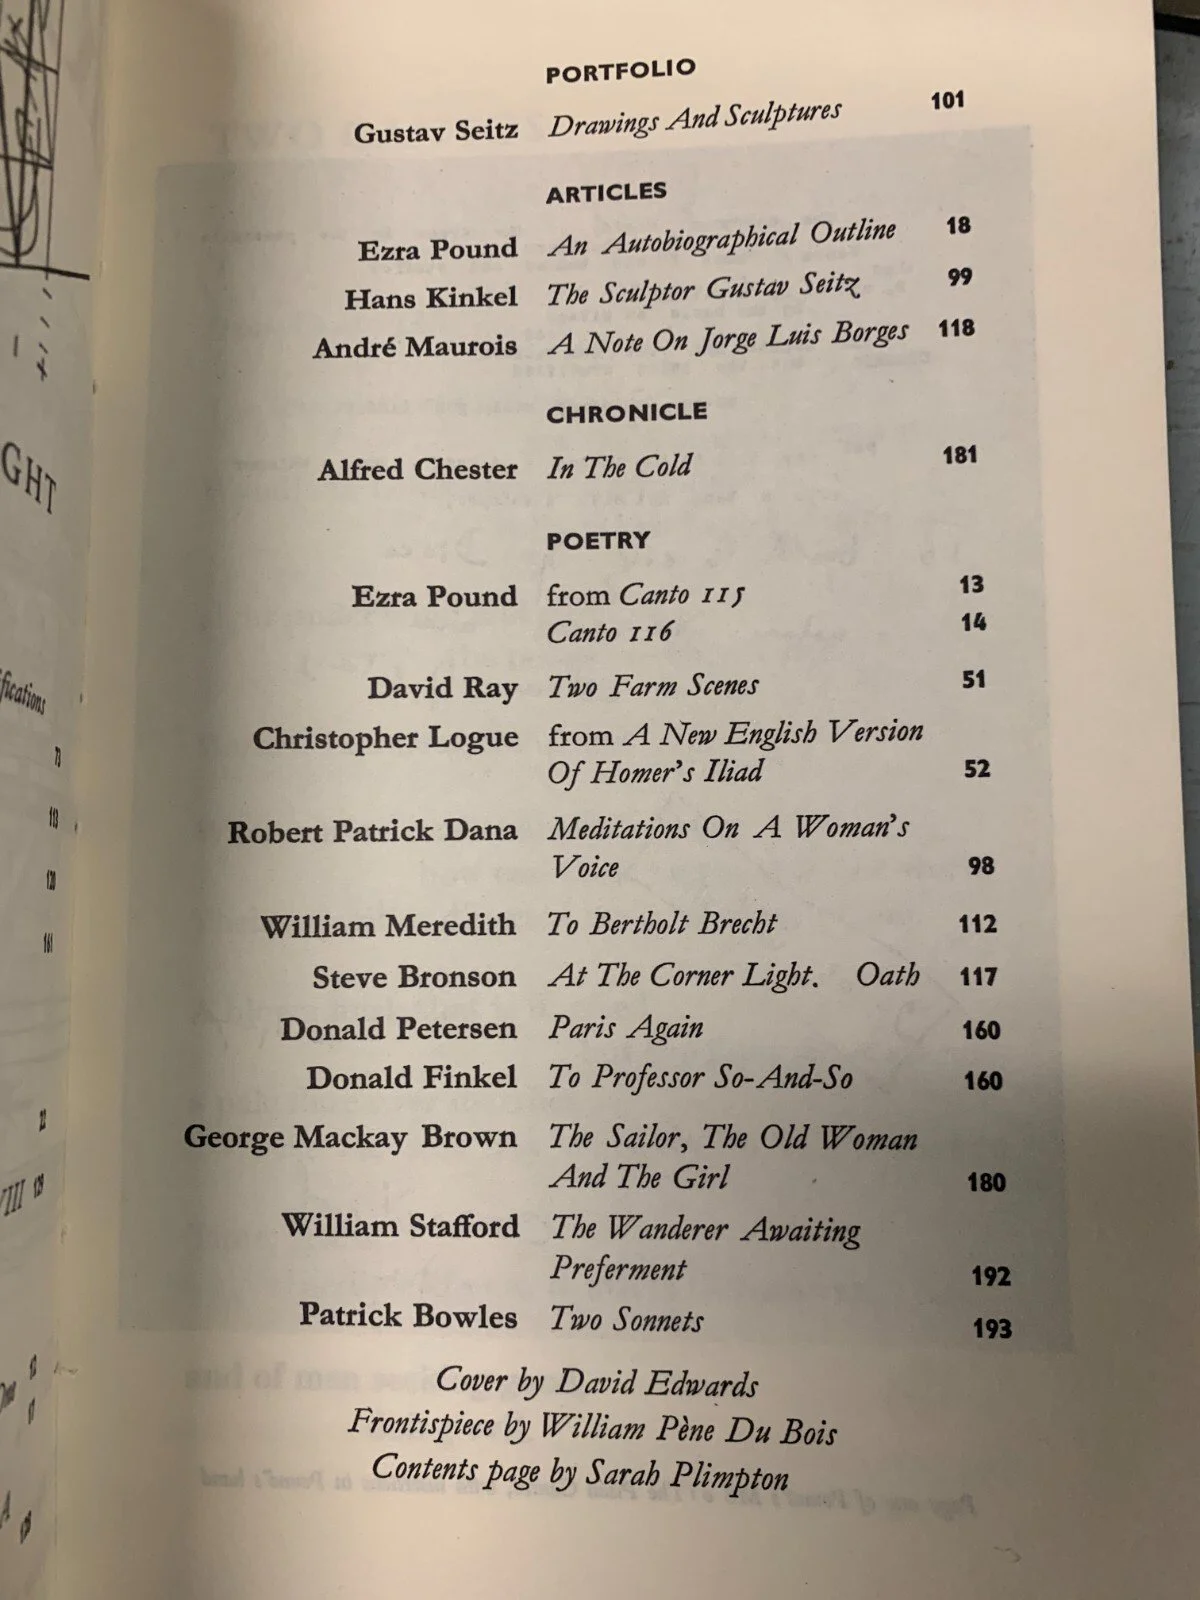 PORTFOLIO
Gustav Seitz Drawings And Sculptures 101
ARTICLES
Ezra Pound An Autobiographical Outline 18
Hans Kinkel The Sculptor Gustav Seitz 99
André Maurois A Note On Jorge Luis Borges 118
CHRONICLE
Alfred Chester In The Cold 181
POETRY
Ezra Pound from Canto 115 13
Canto 116 14
David Ray Two Farm Scenes 51
Christopher Logue from A New English Version
Of Homer's Iliad 52
Robert Patrick Dana Meditations On A Woman's
Voice 98
William Meredith To Bertholt Brecht 112
Steve Bronson At The Corner Light. Oath 117
Donald Petersen Paris Again 160
Donald Finkel To Professor So-And-So 160
George Mackay Brown The Sailor, The Old Woman
And The Girl 180
William Stafford The Wanderer Awaiting
Preferment 192
Patrick Bowles Two Sonnets 193
Cover by David Edwards
Frontispiece by William Pène Du Bois
Contents page by Sarah Plimpton
GHT